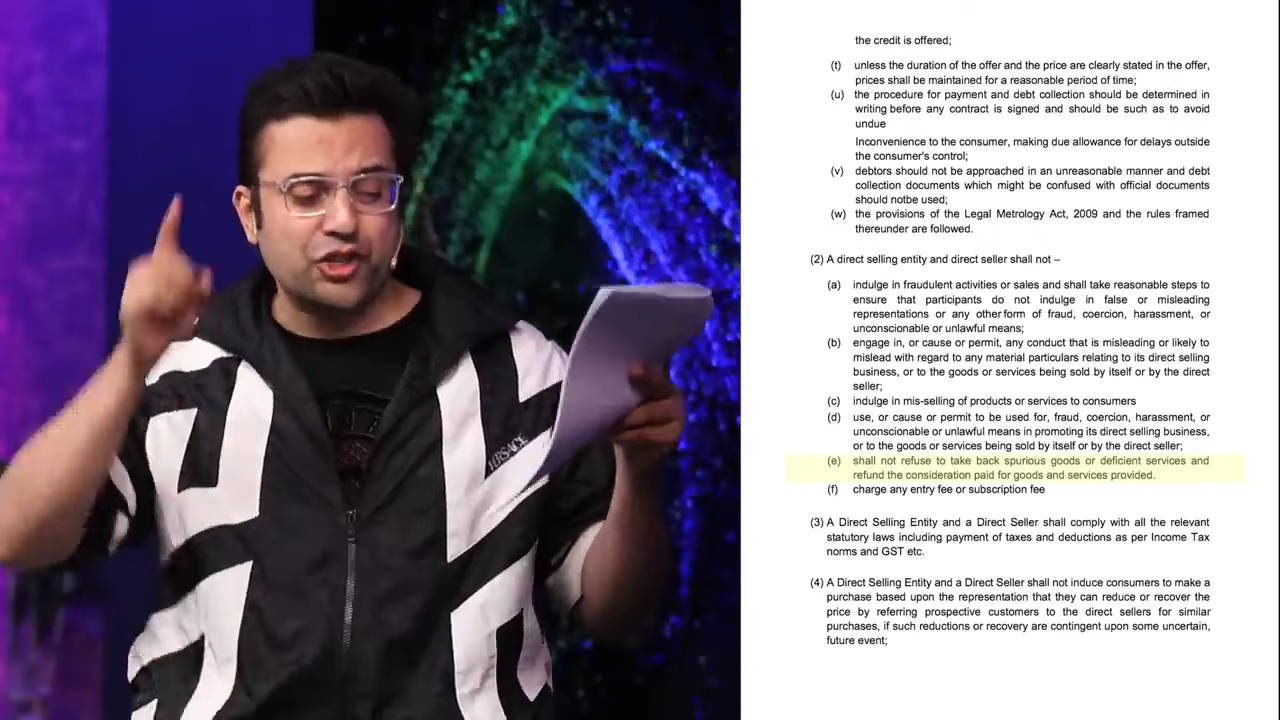 VERSACE
the credit is offered;
(t) unless the duration of the offer and the price are clearly stated in the offer,
prices shall be maintained for a reasonable period of time;
(u) the procedure for payment and debt collection should be determined in
writing before any contract is signed and should be such as to avoid
undue
Inconvenience to the consumer, making due allowance for delays outside
the consumer's control;
(v) debtors should not be approached in an unreasonable manner and debt
collection documents which might be confused with official documents
should notbe used;
(w) the provisions of the Legal Metrology Act, 2009 and the rules framed
thereunder are followed.
(2) A direct selling entity and direct seller shall not –
(a) indulge in fraudulent activities or sales and shall take reasonable steps to
ensure that participants do not indulge in false or misleading
representations or any other form of fraud, coercion, harassment, or
unconscionable or unlawful means;
(b) engage in, or cause or permit, any conduct that is misleading or likely to
mislead with regard to any material particulars relating to its direct selling
business, or to the goods or services being sold by itself or by the direct
seller;
(c) indulge in mis-selling of products or services to consumers
(d) use, or cause or permit to be used for, fraud, coercion, harassment, or
unconscionable or unlawful means in promoting its direct selling business,
or to the goods or services being sold by itself or by the direct seller;
(e) shall not refuse to take back spurious goods or deficient services and
refund the consideration paid for goods and services provided.
(f) charge any entry fee or subscription fee
(3) A Direct Selling Entity and a Direct Seller shall comply with all the relevant
statutory laws including payment of taxes and deductions as per Income Tax
norms and GST etc.
(4) A Direct Selling Entity and a Direct Seller shall not induce consumers to make a
purchase based upon the representation that they can reduce or recover the
price by referring prospective customers to the direct sellers for similar
purchases, if such reductions or recovery are contingent upon some uncertain,
future event;